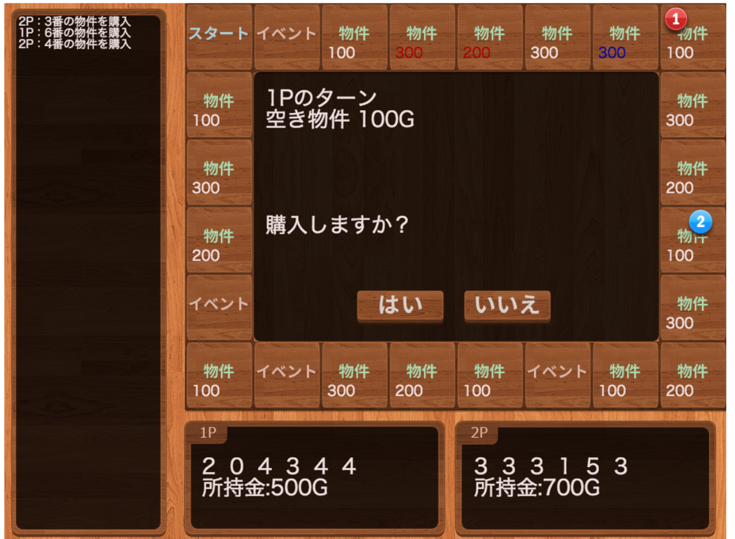 2P：3番の物件を購入
1P：6番の物件を購入
2P：4番の物件を購入
スタート イベント 物件 物件 物件 物件 物件 物件
100 300 200 300 300 100
1
物件 物件
100 300
物件 物件
300 200
物件 物件
200 100
2
イベント 物件
300
物件 イベント 物件 物件 物件 イベント 物件 物件
100 300 200 100 100 200
1Pのターン
空き物件 100G
購入しますか？
はい いいえ
1P
2 0 4 3 4 4
所持金:500G
2P
3 3 3 1 5 3
所持金:700G